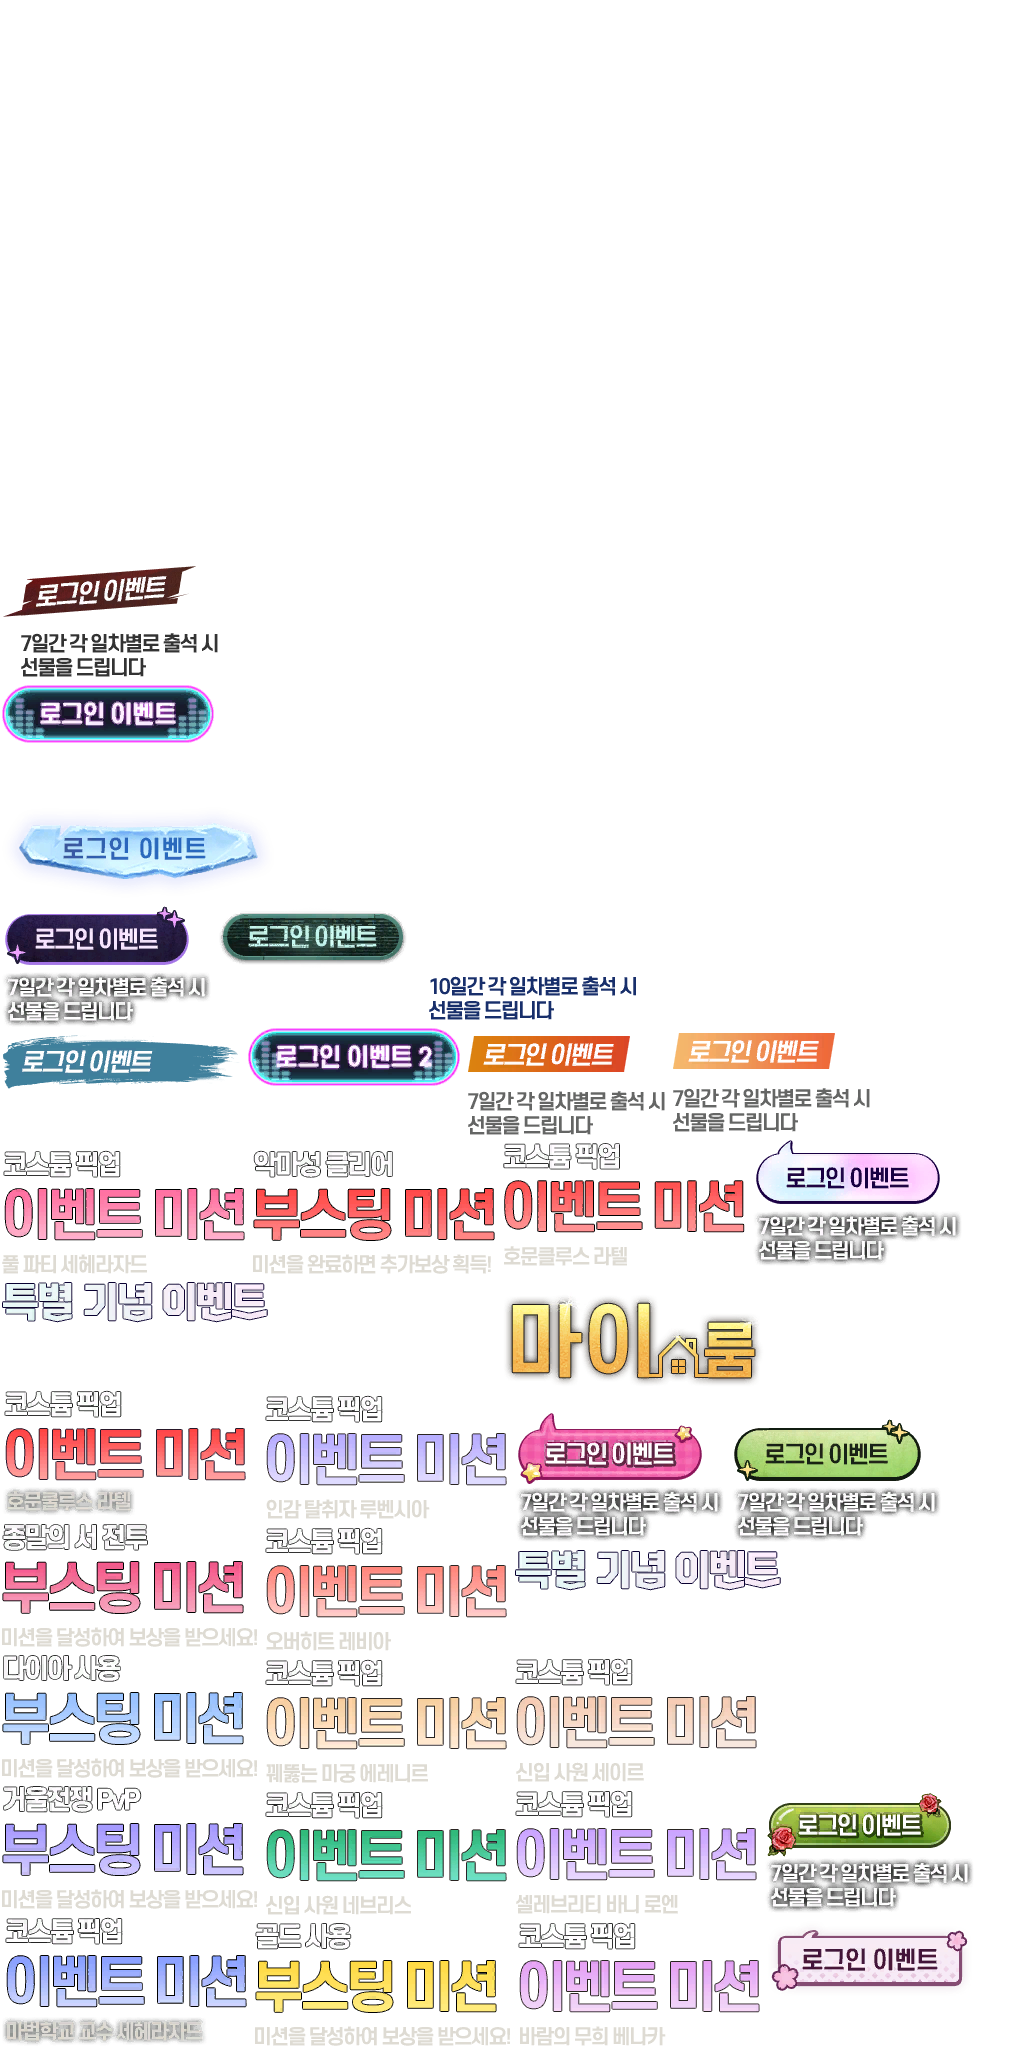 로그인 이벤트
7일간 각 일차별로 출석 시
선물을 드립니다
로그인 이벤트
로그인 이벤트
로그인 이벤트
7일간 각 일차별로 출석 시
선물을 드립니다
로그인 이벤트
10일간 각 일차별로 출석 시
선물을 드립니다
로그인 이벤트
로그인 이벤트 2
로그인 이벤트
7일간 각 일차별로 출석 시
선물을 드립니다
로그인 이벤트
7일간 각 일차별로 출석 시
선물을 드립니다
코스튬 픽업
이벤트 미션
풀 파티 세헤라자드
악마성 클리어
부스팅 미션
미션을 완료하면 추가보상 획득!
코스튬 픽업
이벤트 미션
호문클루스 라텔
로그인 이벤트
7일간 각 일차별로 출석 시
선물을 드립니다
특별 기념 이벤트
마이룸
코스튬 픽업
이벤트 미션
호문클루스 라텔
코스튬 픽업
이벤트 미션
인감 탈취자 루벤시아
로그인 이벤트
7일간 각 일차별로 출석 시
선물을 드립니다
로그인 이벤트
7일간 각 일차별로 출석 시
선물을 드립니다
종말의 서 전투
부스팅 미션
미션을 달성하여 보상을 받으세요!
코스튬 픽업
이벤트 미션
오버히트 레비아
특별 기념 이벤트
다이아 사용
부스팅 미션
미션을 달성하여 보상을 받으세요!
코스튬 픽업
이벤트 미션
꿰뚫는 마궁 에레니르
코스튬 픽업
이벤트 미션
신입 사원 세이르
거울전쟁 PvP
부스팅 미션
미션을 달성하여 보상을 받으세요!
코스튬 픽업
이벤트 미션
신입 사원 네브리스
코스튬 픽업
이벤트 미션
셀레브리티 바니 로엔
로그인 이벤트
7일간 각 일차별로 출석 시
선물을 드립니다
코스튬 픽업
이벤트 미션
마법학교 교수 세헤라자드
골드 사용
부스팅 미션
미션을 달성하여 보상을 받으세요!
코스튬 픽업
이벤트 미션
바람의 무희 베나카
로그인 이벤트